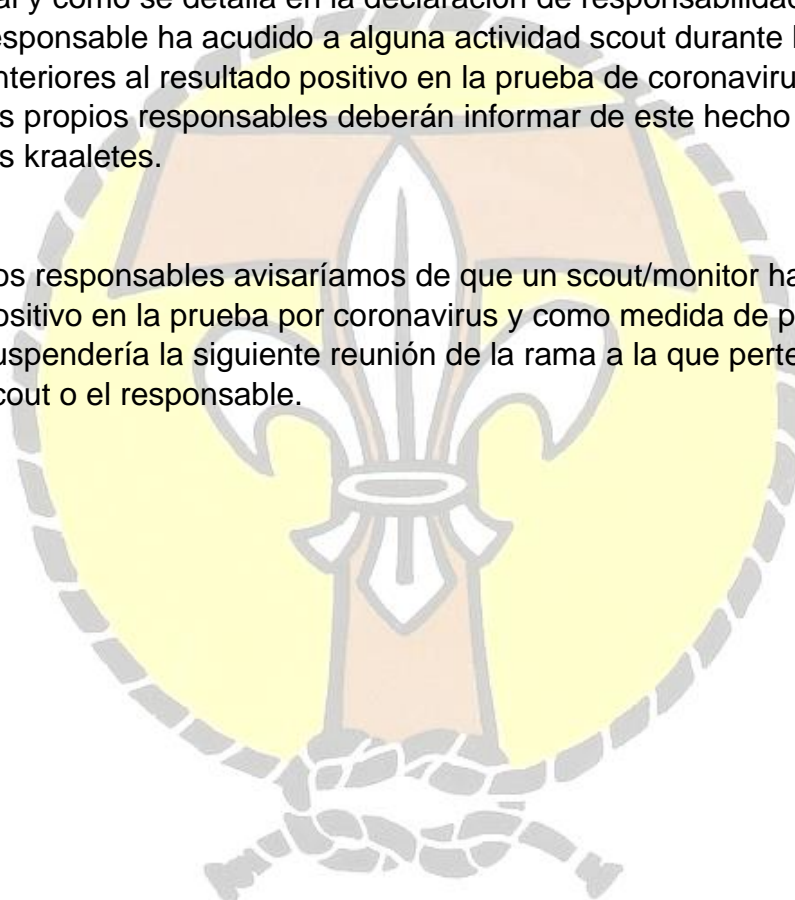 al y como se detalla en la declaración de responsabilidad
esponsable ha acudido a alguna actividad scout durante l
nteriores al resultado positivo en la prueba de coronaviru
s propios responsables deberán informar de este hecho
s kraaletes.
os responsables avisaríamos de que un scout/monitor ha
ositivo en la prueba por coronavirus y como medida de p
uspendería la siguiente reunión de la rama a la que perte
cout o el responsable.